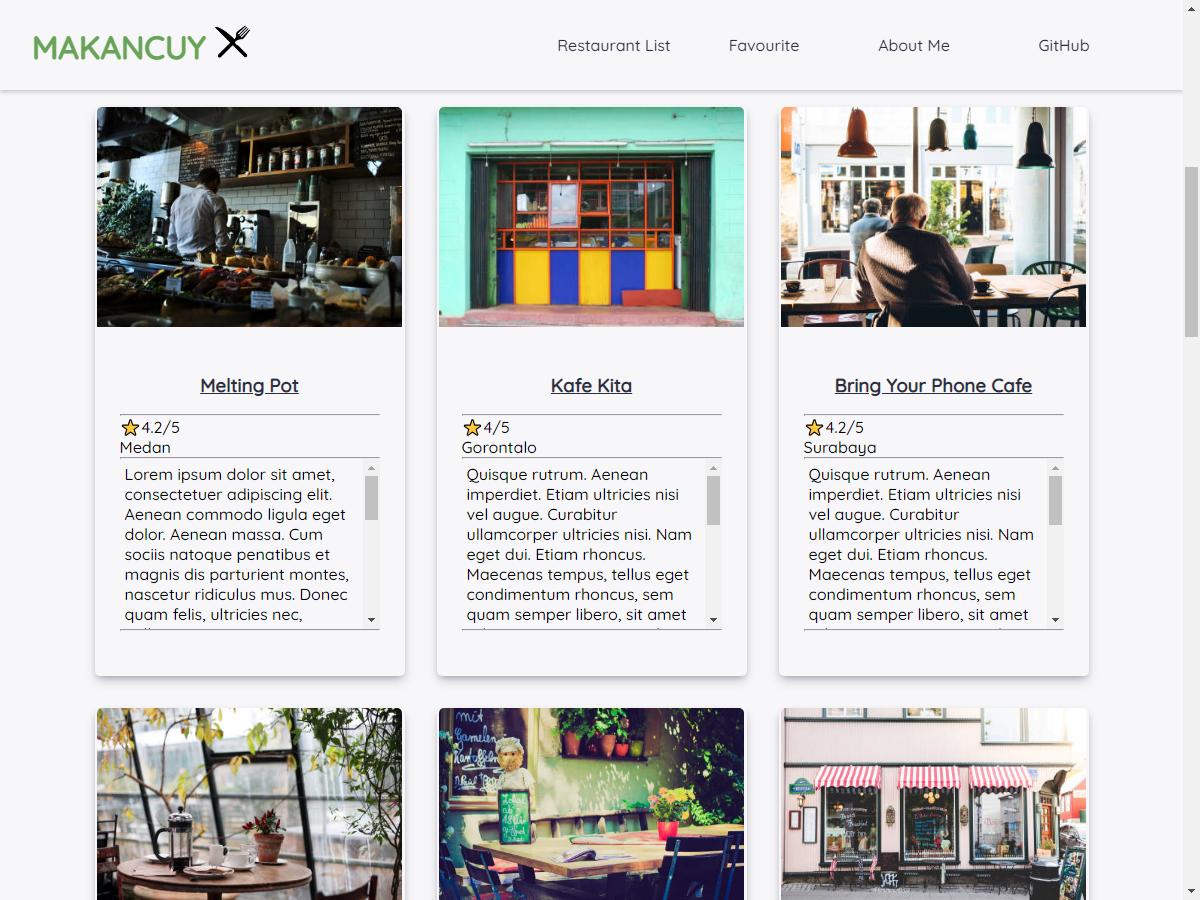 MAKANCUY
Restaurant List
Favourite
About Me
GitHub
Melting Pot
4.2/5
Medan
Lorem ipsum dolor sit amet,
consectetuer adipiscing elit.
Aenean commodo ligula eget
dolor. Aenean massa. Cum
sociis natoque penatibus et
magnis dis parturient montes,
nascetur ridiculus mus. Donec
quam felis, ultricies nec,
Kafe Kita
4/5
Gorontalo
Quisque rutrum. Aenean
imperdiet. Etiam ultricies nisi
vel augue. Curabitur
ullamcorper ultricies nisi. Nam
eget dui. Etiam rhoncus.
Maecenas tempus, tellus eget
condimentum rhoncus, sem
quam semper libero, sit amet
Bring Your Phone Cafe
4.2/5
Surabaya
Quisque rutrum. Aenean
imperdiet. Etiam ultricies nisi
vel augue. Curabitur
ullamcorper ultricies nisi. Nam
eget dui. Etiam rhoncus.
Maecenas tempus, tellus eget
condimentum rhoncus, sem
quam semper libero, sit amet
mit